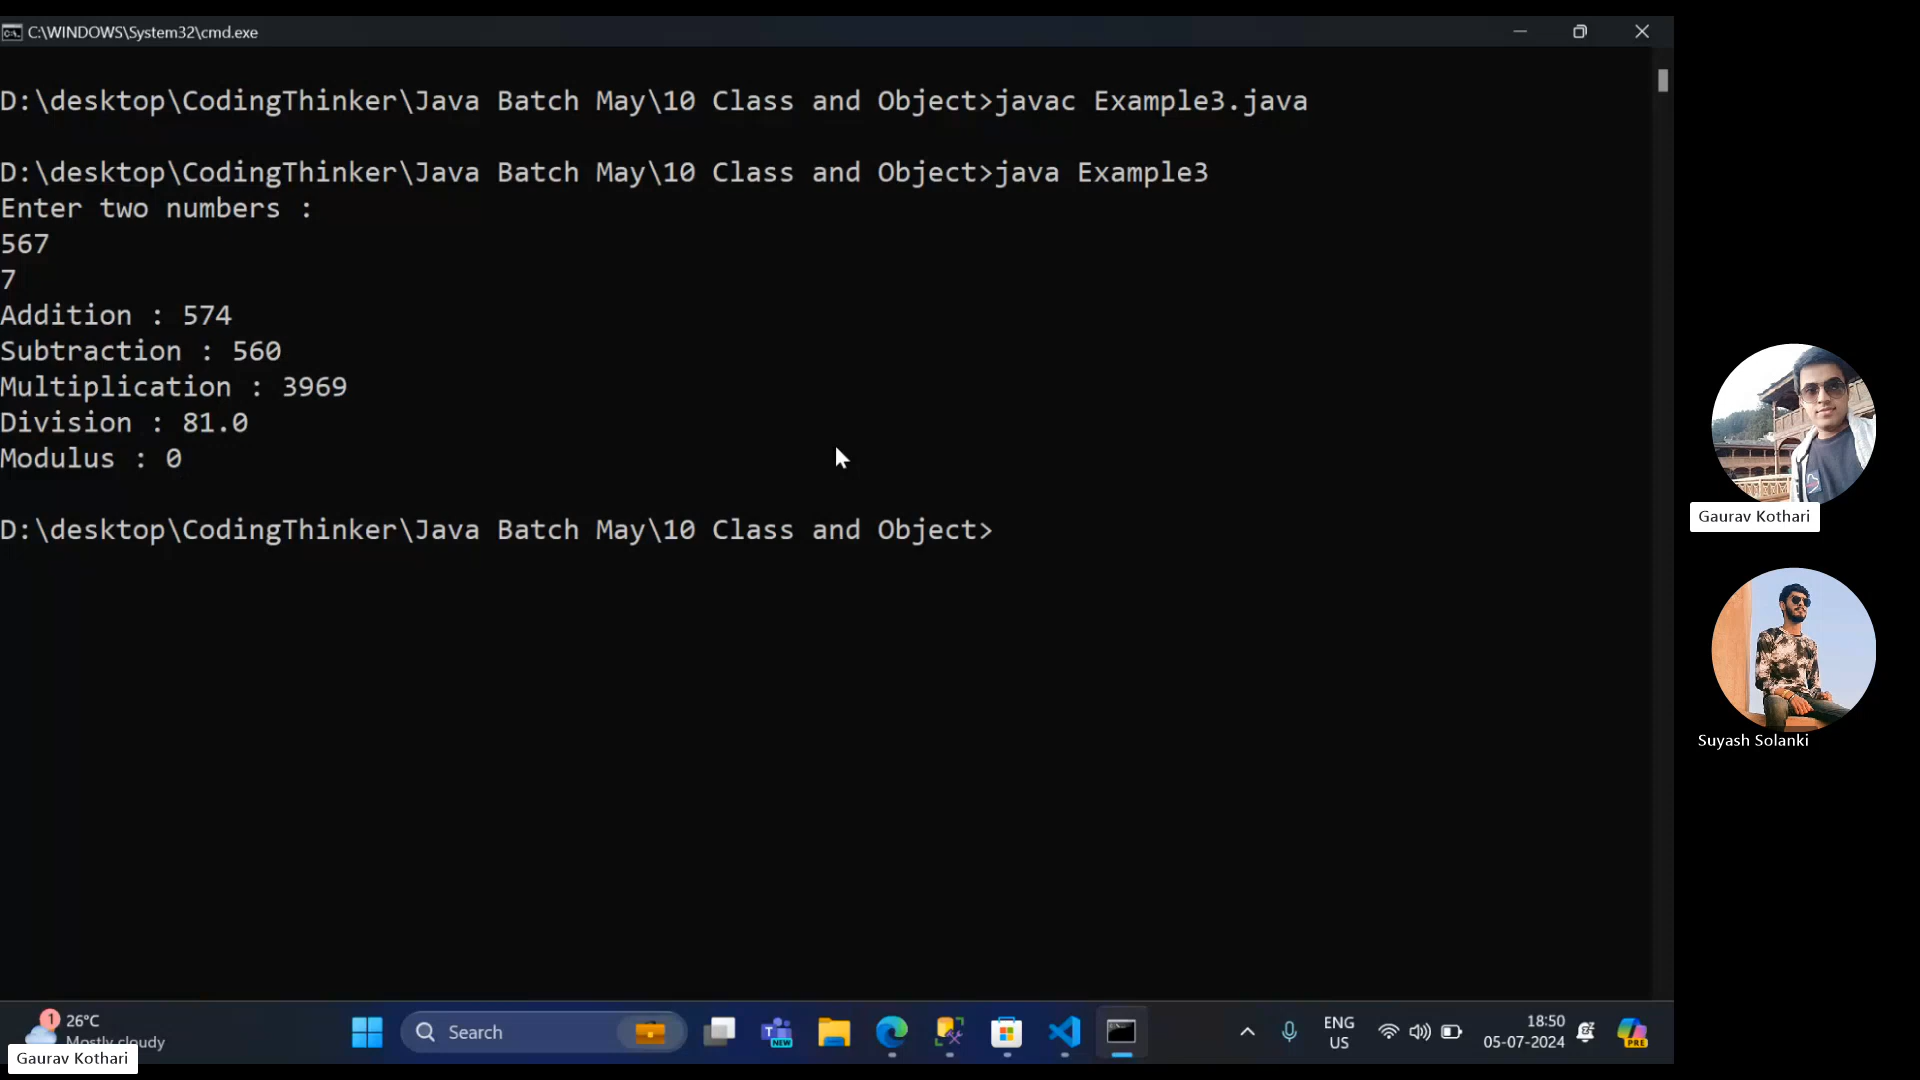 C:\WINDOWS\System32\cmd.exe
D:\desktop\CodingThinker\Java Batch May\10 Class and Object>javac Example3.java
D:\desktop\CodingThinker\Java Batch May\10 Class and Object>java Example3
Enter two numbers :
567
7
Addition : 574
Subtraction : 560
Multiplication : 3969
Division : 81.0
Modulus : 0
D:\desktop\CodingThinker\Java Batch May\10 Class and Object>
Gaurav Kothari
Suyash Solanki
1
26°C
Mostly cloudy
Gaurav Kothari
Search
NEW
ENG
US
18:50
05-07-2024
PRE